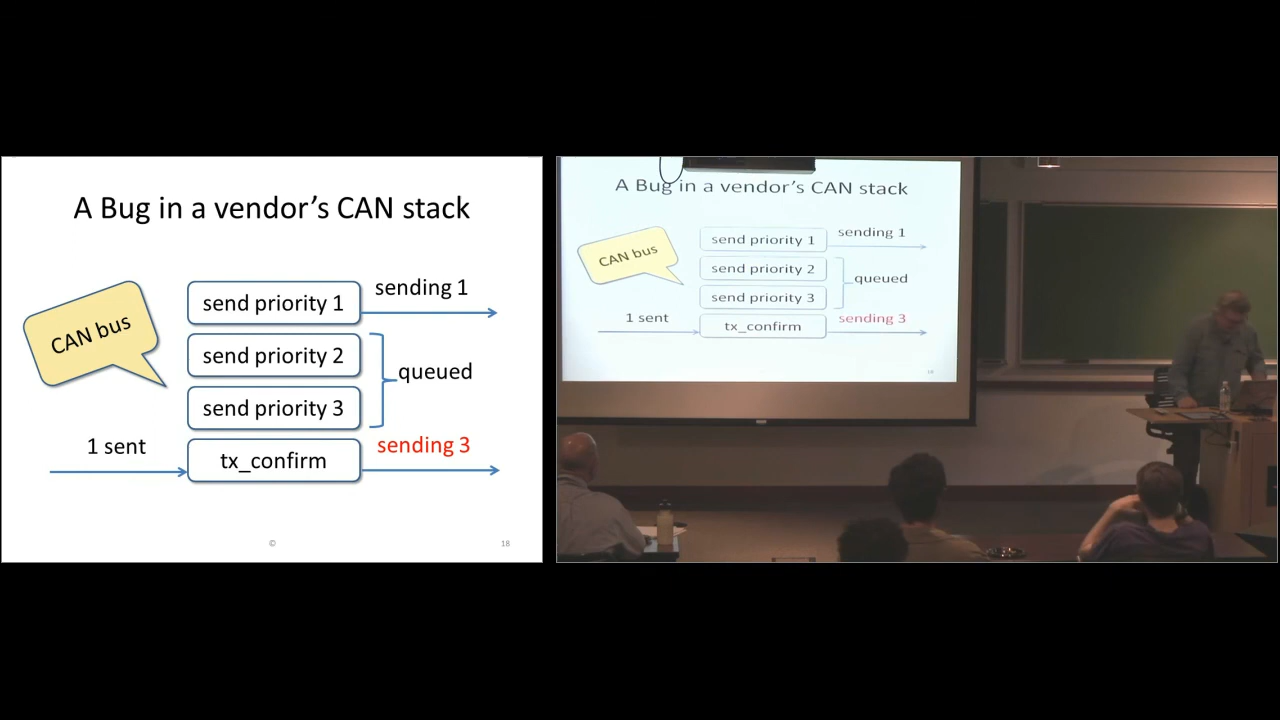 A Bug in a vendor's CAN stack
CAN bus
send priority 1
sending 1
send priority 2
queued
send priority 3
1 sent
tx_confirm
sending 3
©
18
A Bug in a vendor's CAN stack
CAN bus
send priority 1
sending 1
send priority 2
queued
send priority 3
1 sent
tx_confirm
sending 3
18